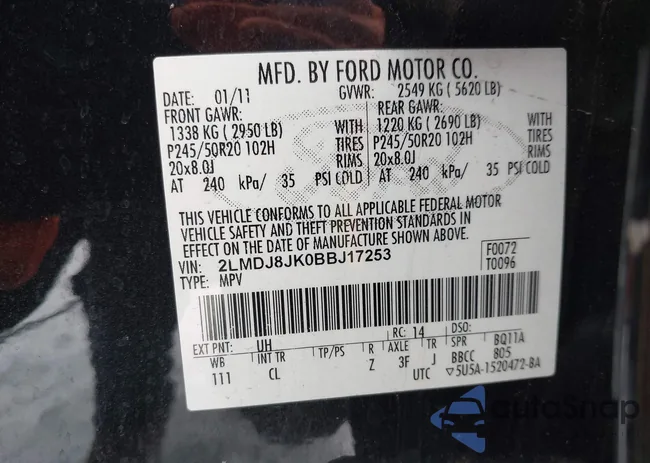 MFD. BY FORD MOTOR CO.
DATE: 01/11 GVWR: 2549 KG ( 5620 LB)
FRONT GAWR: REAR GAWR:
1338 KG ( 2950 LB) WITH 1220 KG ( 2690 LB) WITH
P245/50R20 102H TIRES P245/50R20 102H TIRES
20x8.0J RIMS 20x8.0J RIMS
AT 240 kPa/ 35 PSI COLD AT 240 kPa/ 35 PSI COLD
THIS VEHICLE CONFORMS TO ALL APPLICABLE FEDERAL MOTOR
VEHICLE SAFETY AND THEFT PREVENTION STANDARDS IN
EFFECT ON THE DATE OF MANUFACTURE SHOWN ABOVE.
VIN: 2LMDJ8JK0BBJ17253 F0072
TYPE: MPV T0096
EXT PNT: UH RC: 14 DSO:
WB INT TR TP/PS R AXLE TR SPR BQ11A
111 CL Z 3F J BBCC 805
UTC ▽5U5A-1520472-BA
autoSnap